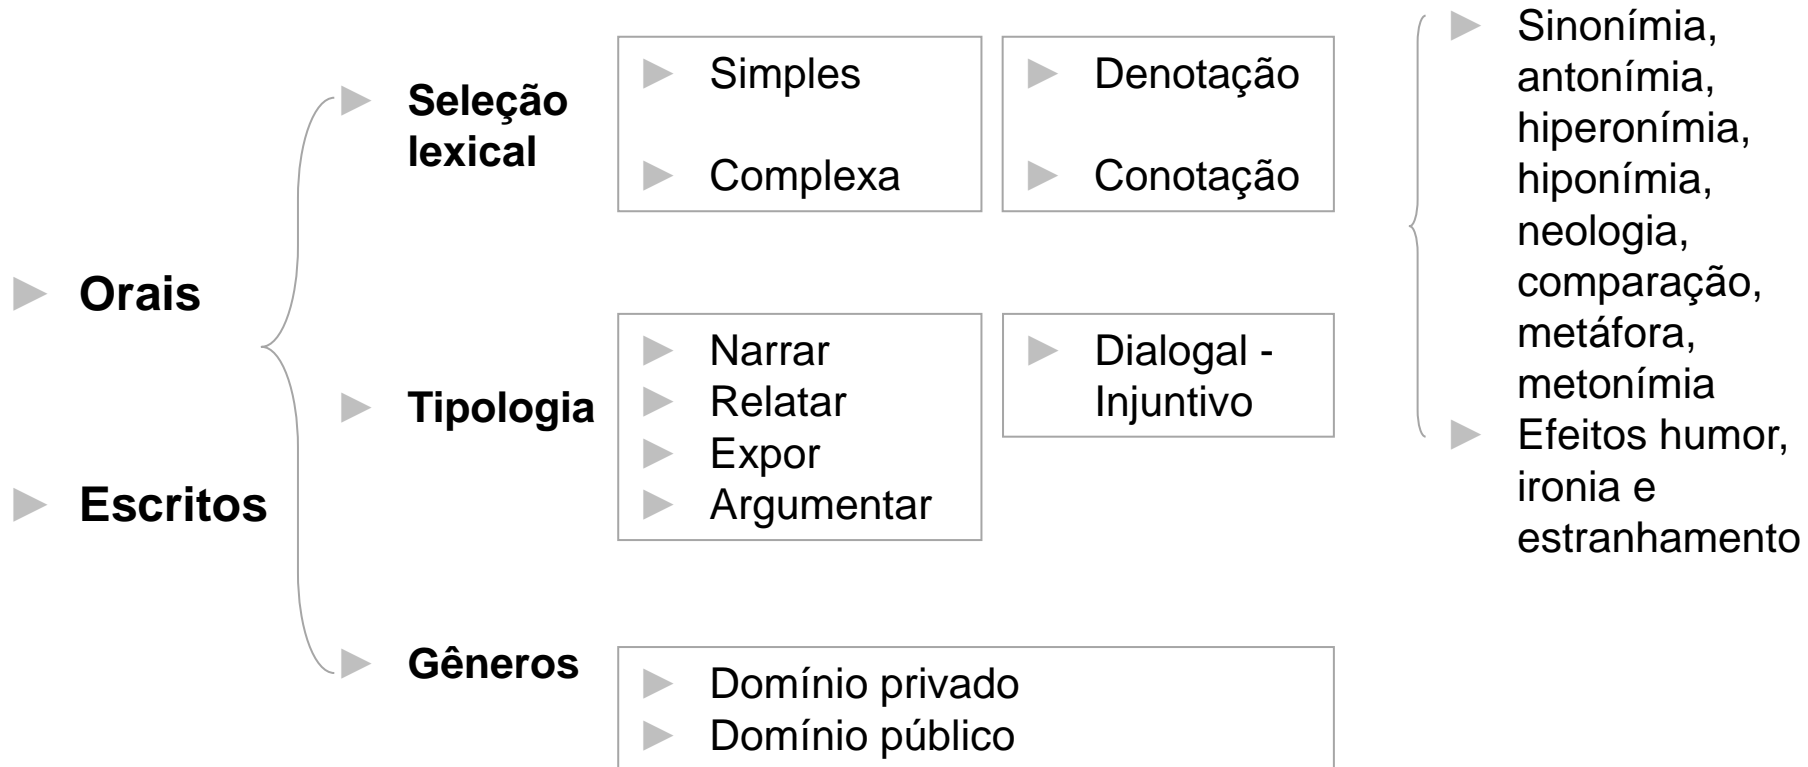 Orais
Escritos
Seleção
lexical
Simples
Complexa
Denotação
Conotação
Tipologia
Narrar
Relatar
Expor
Argumentar
Dialogal -
Injuntivo
Gêneros
Domínio privado
Domínio público
Sinonímia,
antonímia,
hiperonímia,
hiponímia,
neologia,
comparação,
metáfora,
metonímia
Efeitos humor,
ironia e
estranhamento